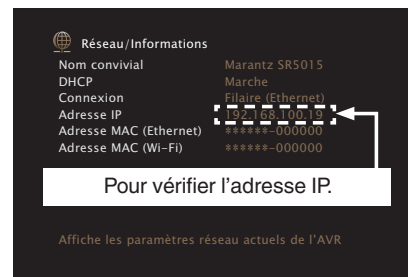 Réseau/Informations
Nom convivial Marantz SR5015
DHCP Marche
Connexion Filaire (Ethernet)
Adresse IP 192.168.100.19
Adresse MAC (Ethernet) ******-000000
Adresse MAC (Wi-Fi) ******-000000
Pour vérifier l’adresse IP.
Affiche les paramètres réseau actuels de l’AVR